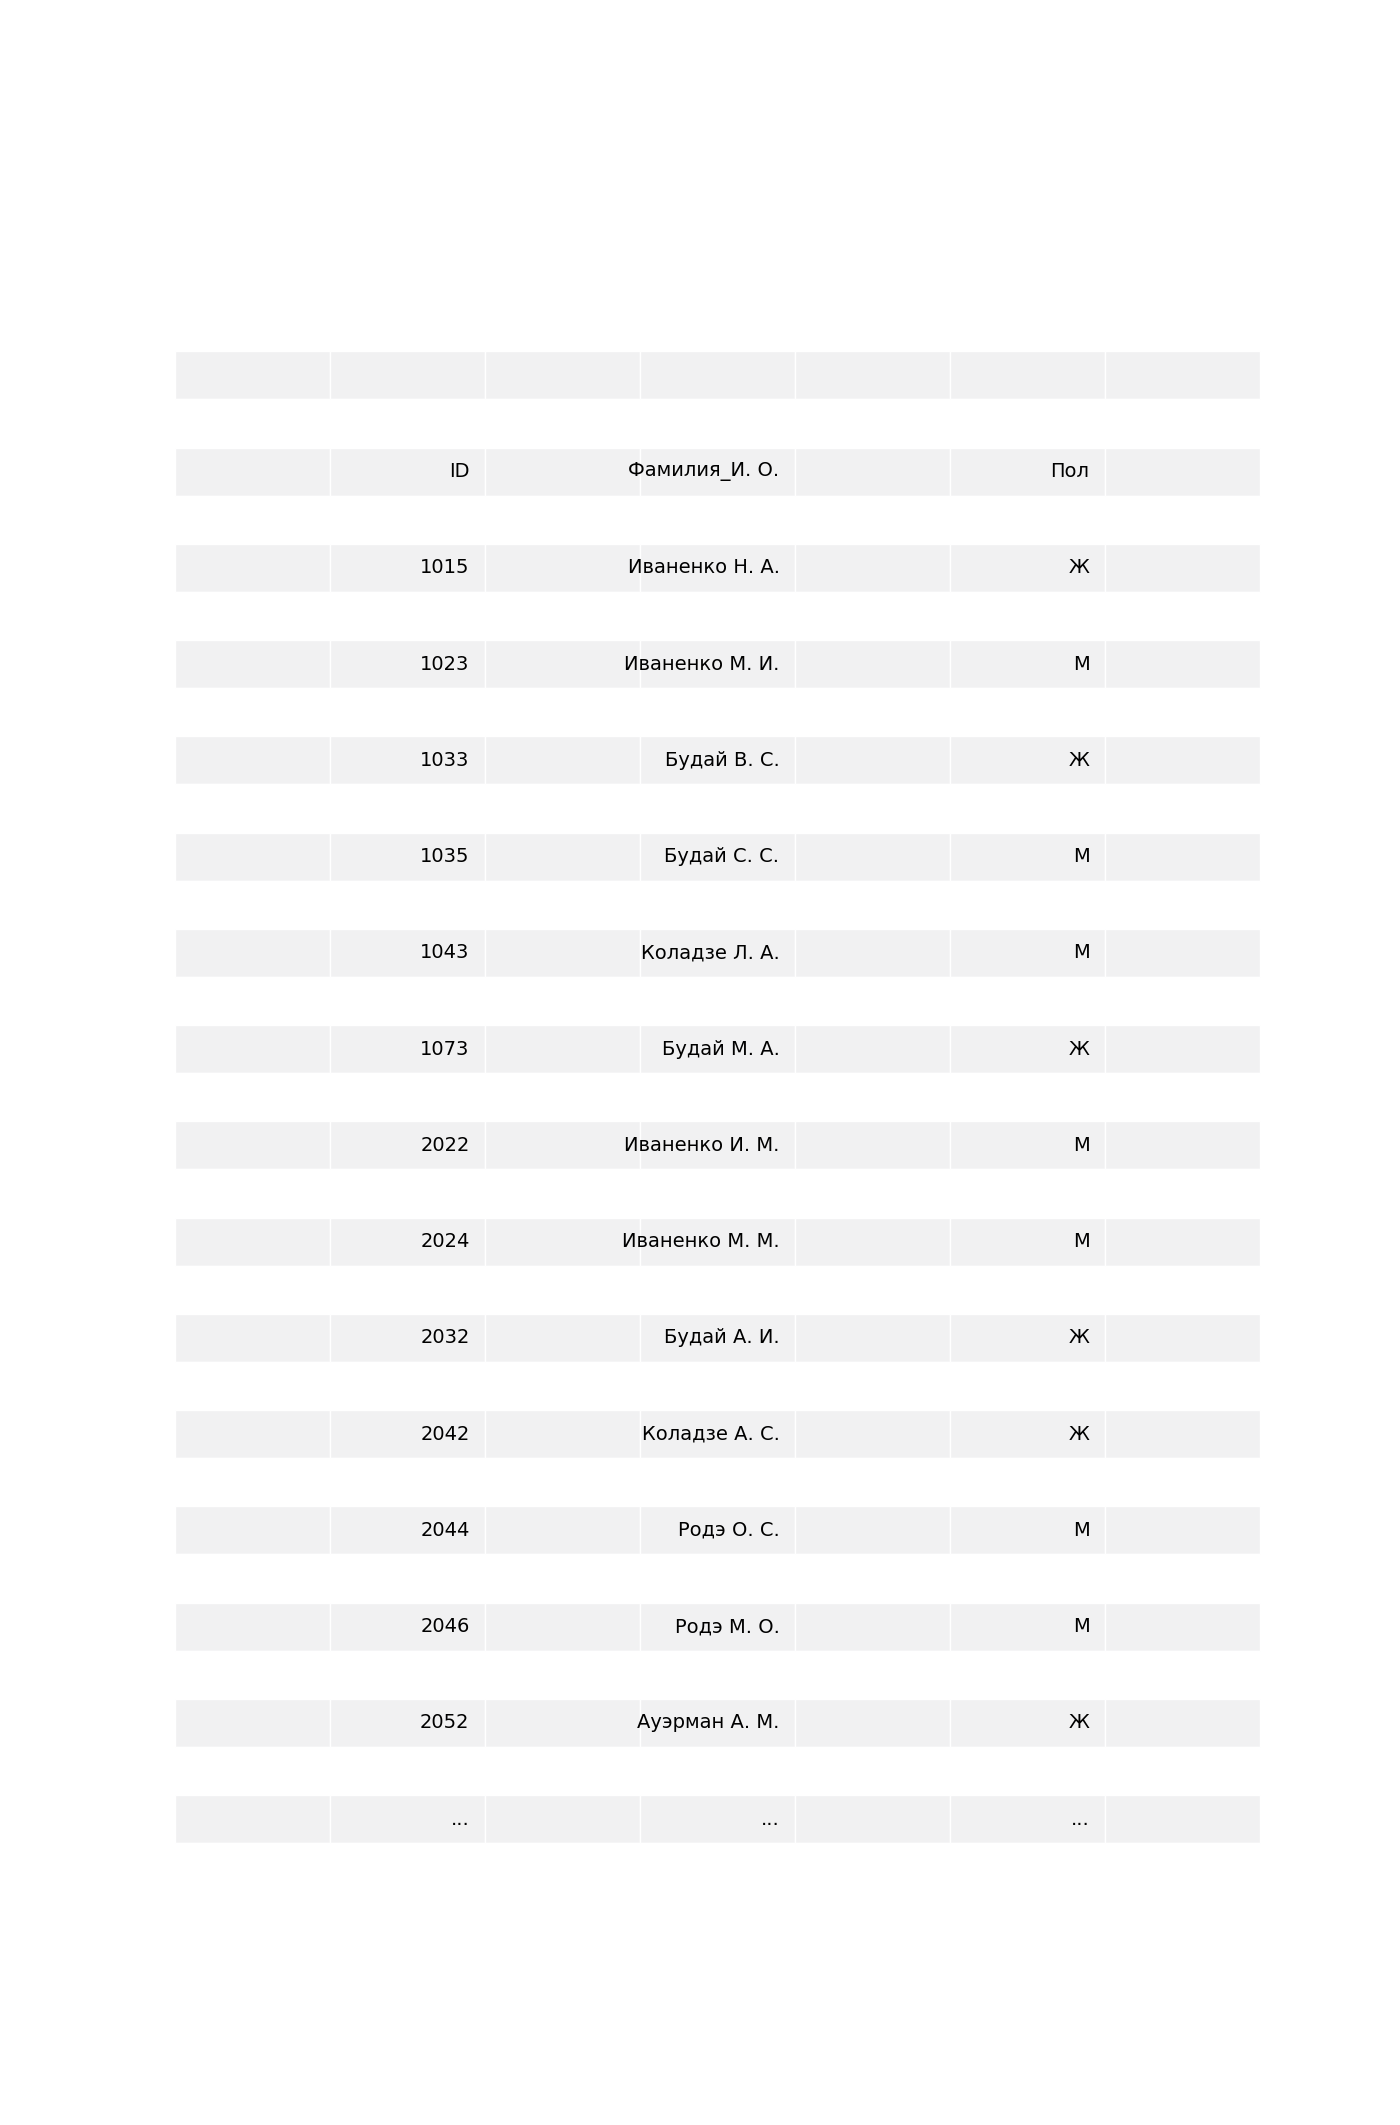 ID Фамилия_И. О. Пол
1015 Иваненко Н. А. Ж
1023 Иваненко М. И. М
1033 Будай В. С. Ж
1035 Будай С. С. М
1043 Коладзе Л. А. М
1073 Будай М. А. Ж
2022 Иваненко И. М. М
2024 Иваненко М. М. М
2032 Будай А. И. Ж
2042 Коладзе А. С. Ж
2044 Родэ О. С. М
2046 Родэ М. О. М
2052 Ауэрман А. М. Ж
... ... ...